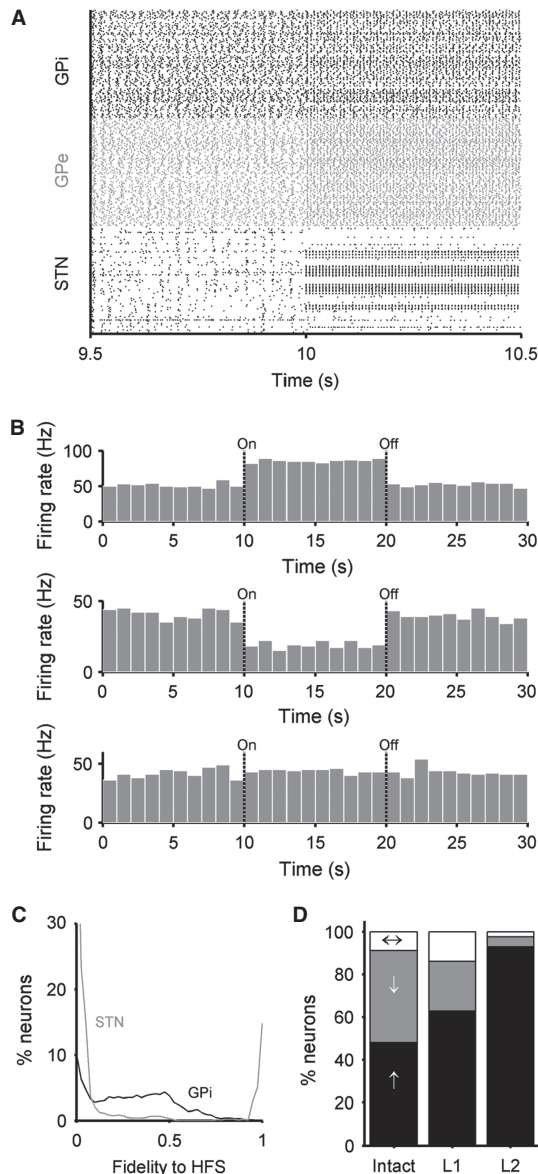 A
GPi
GPe
STN
9.5 10 10.5
Time (s)
B
Firing rate (Hz)
100
50
0
On Off
0 5 10 15 20 25 30
Time (s)
Firing rate (Hz)
50
0
On Off
0 5 10 15 20 25 30
Time (s)
Firing rate (Hz)
50
0
On Off
0 5 10 15 20 25 30
Time (s)
C
% neurons
30
20
10
0
STN
GPi
0 0.5 1
Fidelity to HFS
D
% neurons
100
80
60
40
20
0
↔
↓
↑
Intact L1 L2